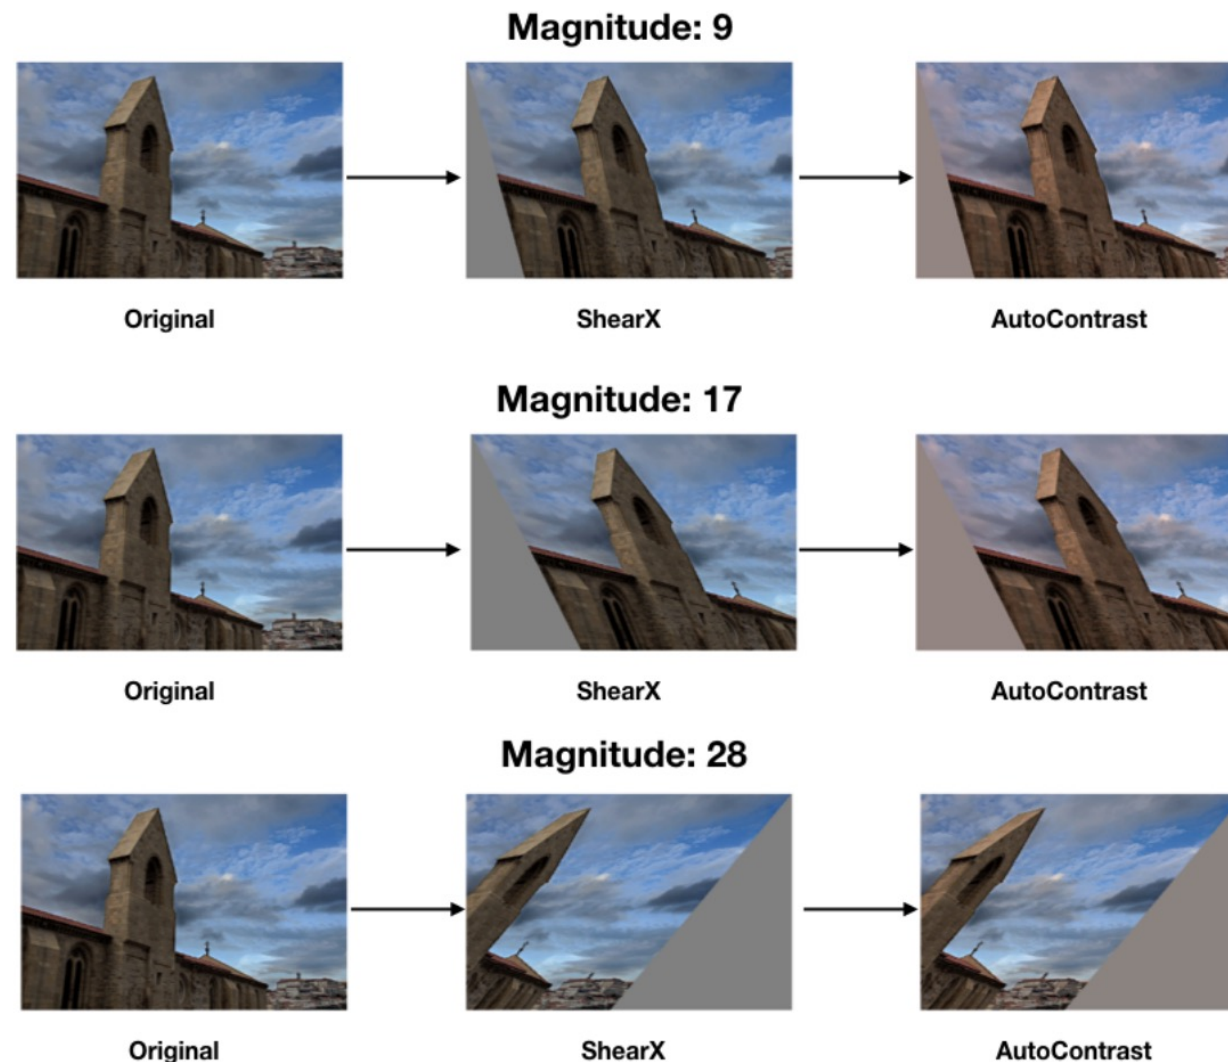 Magnitude: 9
Original
ShearX
AutoContrast
Magnitude: 17
Original
ShearX
AutoContrast
Magnitude: 28
Original
ShearX
AutoContrast